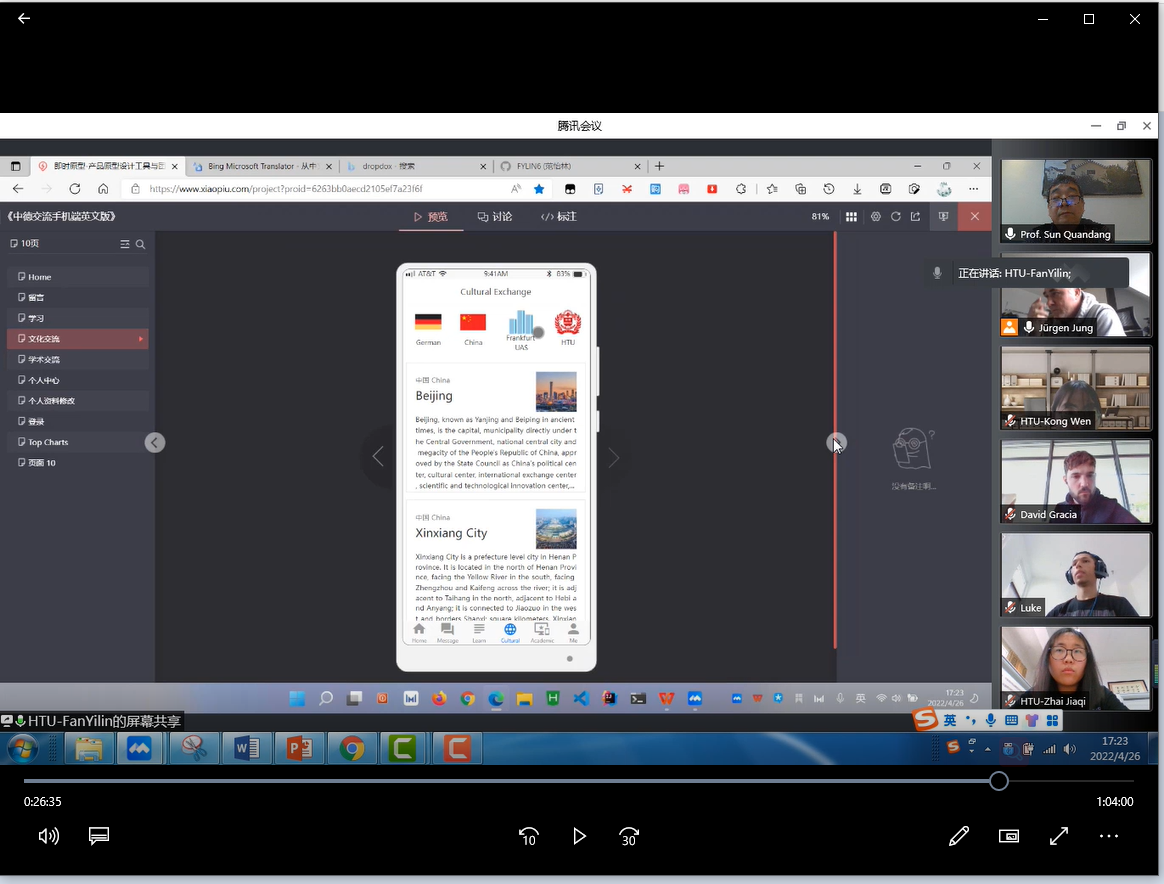 腾讯会议
即时原型-产品原型设计工具与团
Bing Microsoft Translator - 从中
dropdox - 搜索
FYLIN6 (范怡林)
https://www.xiaopiu.com/project?proid=6263bb0aecd2105ef7a23f6f
《中德交流手机端英文版》
预览
讨论
标注
81%
10页
Home
留言
学习
文化交流
学术交流
个人中心
个人资料修改
登录
Top Charts
页面 10
AT&T
9:41AM
83%
Cultural Exchange
German
China
Frankfurt UAS
HTU
中国 China
Beijing
Beijing, known as Yanjing and Beiping in ancient
times, is the capital, municipality directly under t
he Central Government, national central city and
megacity of the People's Republic of China, appr
oved by the State Council as China's political cen
ter, cultural center, international exchange center
, scientific and technological innovation center,...
中国 China
Xinxiang City
Xinxiang City is a prefecture level city in Henan P
rovince. It is located in the north of Henan Provi
nce, facing the Yellow River in the south, facing
Zhengzhou and Kaifeng across the river; it is adj
acent to Taihang in the north, adjacent to Hebi a
nd Anyang; it is connected to Jiaozuo in the wes
t and borders Shanxi; square kilometers, Xinxian
Home
Message
Learn
Cultural
Academic
Me
没有备注啊...
Prof. Sun Quandang
正在讲话: HTU-FanYilin;
Jürgen Jung
HTU-Kong Wen
David Gracia
Luke
HTU-Zhai Jiaqi
英
17:23
2022/4/26
HTU-FanYilin的屏幕共享
英
17:23
2022/4/26
0:26:35
1:04:00
10
30